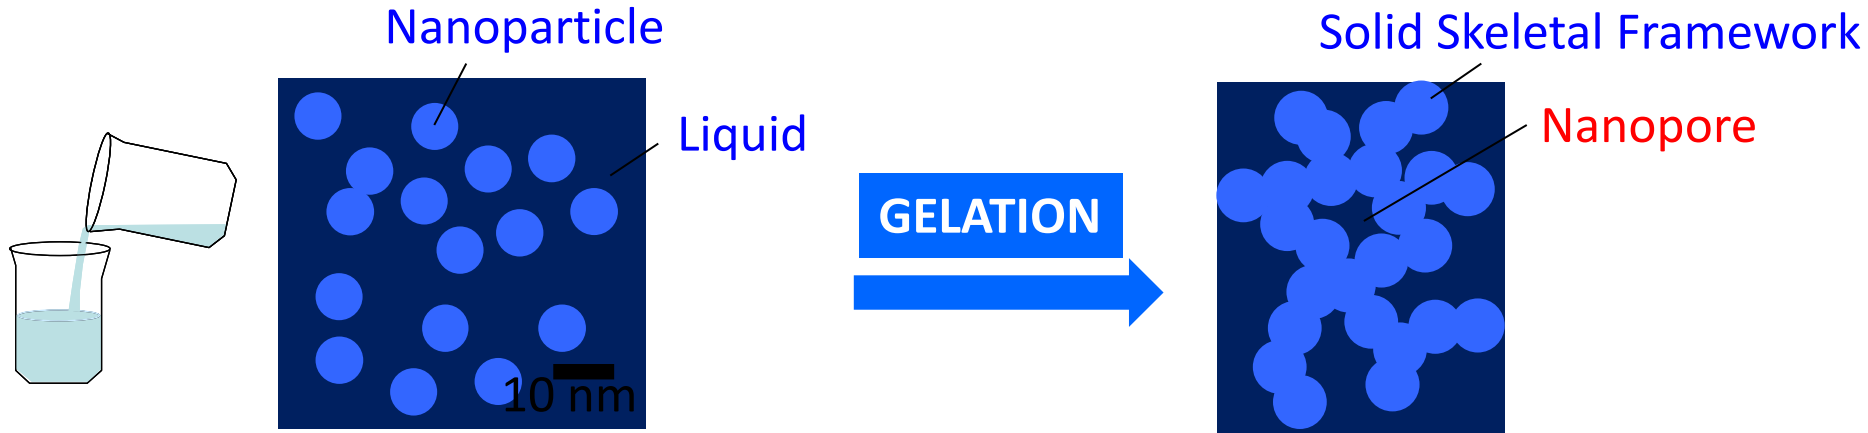 Nanoparticle
Liquid
10 nm
GELATION
Solid Skeletal Framework
Nanopore